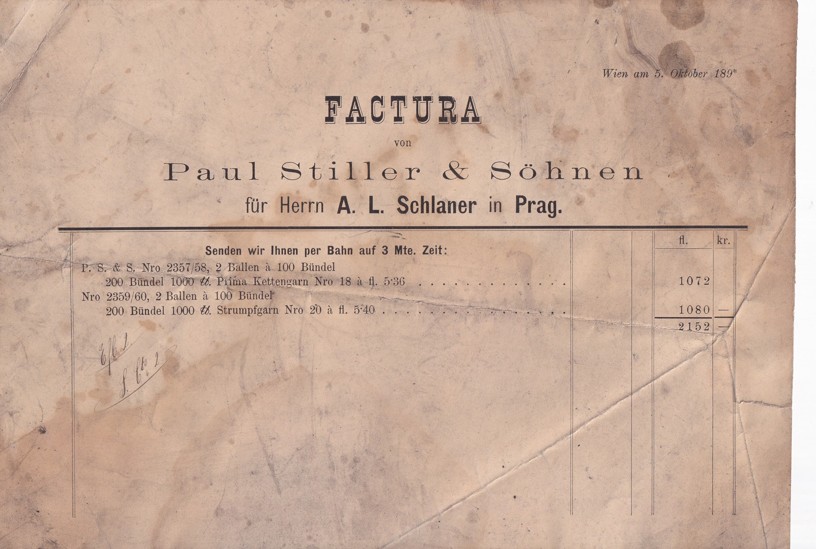 Wien am 5. Oktober 189*
FACTURA
von
Paul Stiller & Söhnen
für Herrn A. L. Schlaner in Prag.
fl. kr.
Senden wir Ihnen per Bahn auf 3 Mte. Zeit:
P. S. & S. Nro 2357/58, 2 Ballen à 100 Bündel
200 Bündel 1000 ℔. Prima Kettengarn Nro 18 à fl. 5·36 . . . . . . . . . . . . . 1072
Nro 2359/60, 2 Ballen à 100 Bündel
200 Bündel 1000 ℔. Strumpfgarn Nro 20 à fl. 5·40 . . . . . . . . . . . . . . . . 1080 —
2152 —